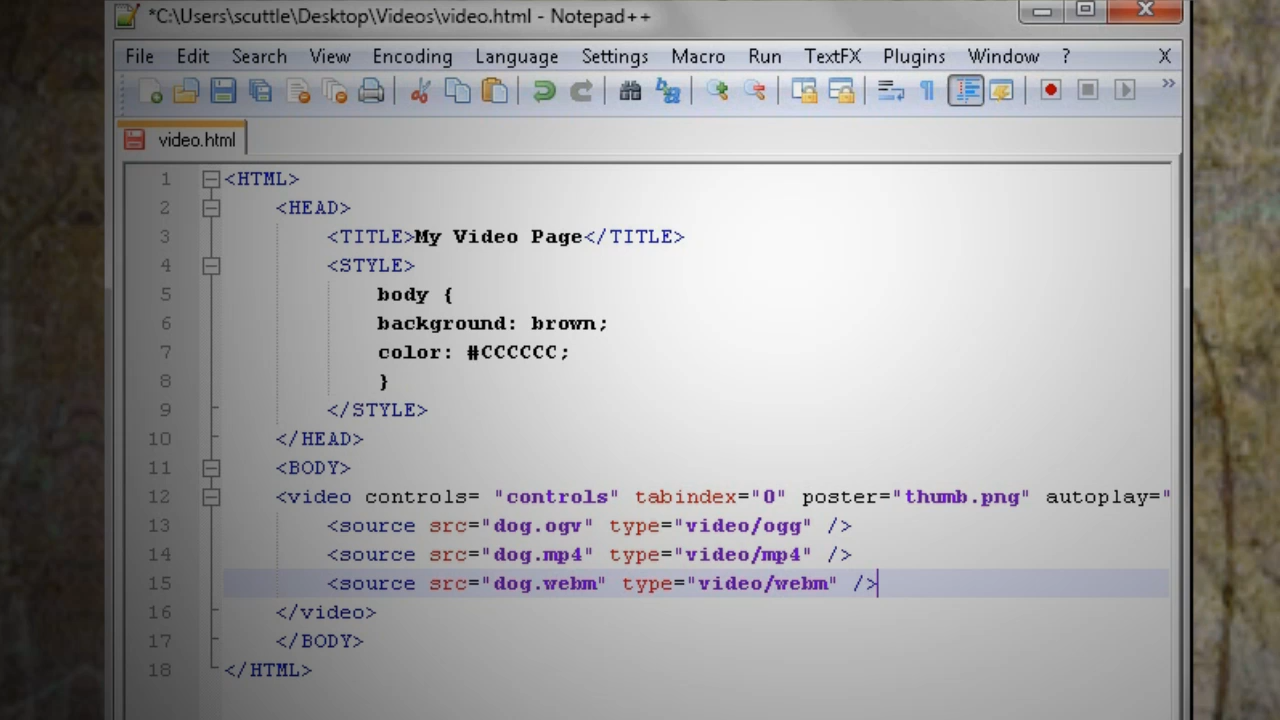 *C:\Users\scuttle\Desktop\Videos\video.html - Notepad++
File Edit Search View Encoding Language Settings Macro Run TextFX Plugins Window ? X
video.html
1 <HTML>
2 <HEAD>
3 <TITLE>My Video Page</TITLE>
4 <STYLE>
5 body {
6 background: brown;
7 color: #CCCCCC;
8 }
9 </STYLE>
10 </HEAD>
11 <BODY>
12 <video controls= "controls" tabindex="0" poster="thumb.png" autoplay="
13 <source src="dog.ogv" type="video/ogg" />
14 <source src="dog.mp4" type="video/mp4" />
15 <source src="dog.webm" type="video/webm" />
16 </video>
17 </BODY>
18 </HTML>